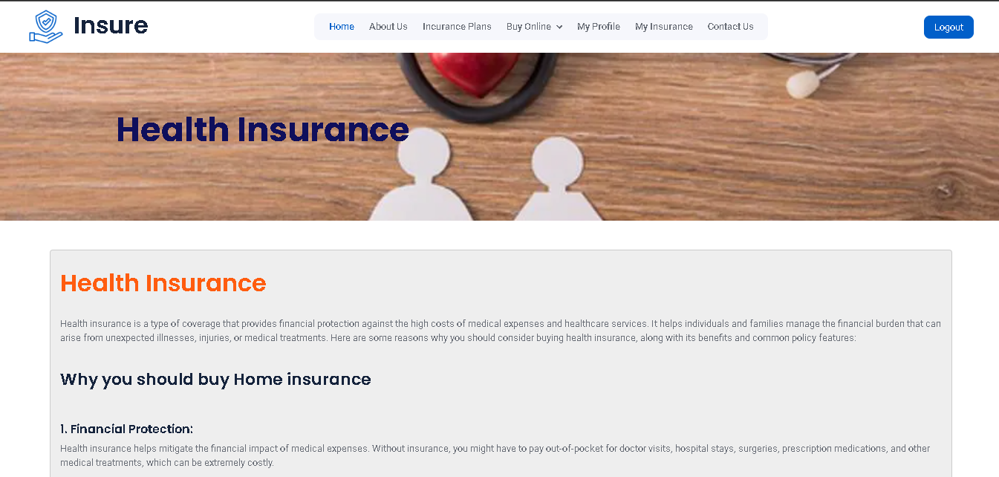 Insure
Home About Us Incurance Plans Buy Online My Profile My Insurance Contact Us
Logout
Health Insurance
Health Insurance
Health insurance is a type of coverage that provides financial protection against the high costs of medical expenses and healthcare services. It helps individuals and families manage the financial burden that can
arise from unexpected illnesses, injuries, or medical treatments. Here are some reasons why you should consider buying health insurance, along with its benefits and common policy features:
Why you should buy Home insurance
1. Financial Protection:
Health insurance helps mitigate the financial impact of medical expenses. Without insurance, you might have to pay out-of-pocket for doctor visits, hospital stays, surgeries, prescription medications, and other
medical treatments, which can be extremely costly.